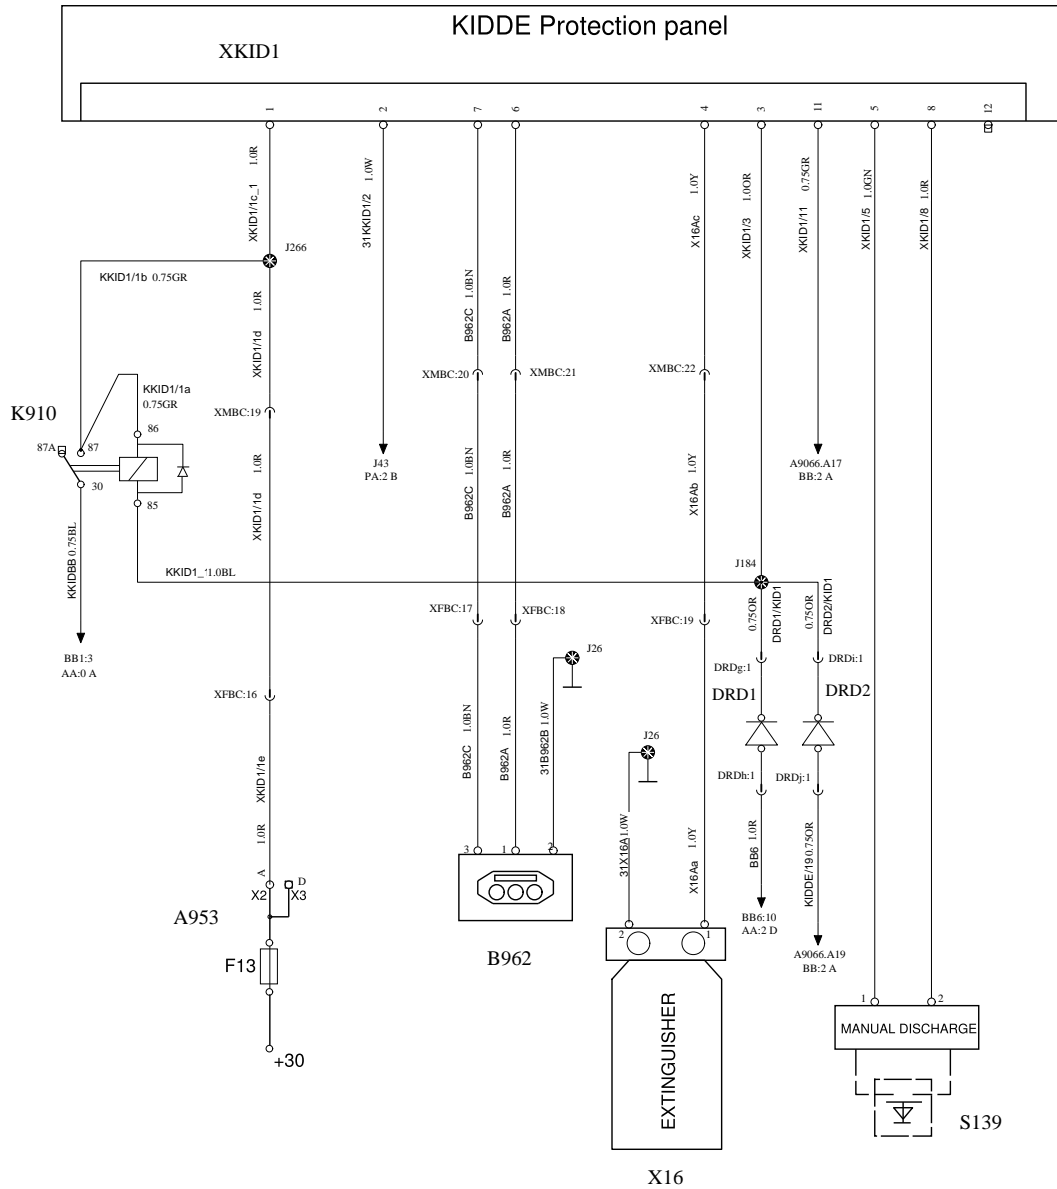 KIDDE Protection panel
XKID1
1
2
7
6
4
3
11
5
8
12
XKID1/1c_1 1.0R
31KKID1/2 1.0W
B962C 1.0BN
B962A 1.0R
X16Ac 1.0Y
XKID1/3 1.0OR
XKID1/11 0.75GR
XKID1/5 1.0GN
XKID1/8 1.0R
J266
KKID1/1b 0.75GR
XKID1/1d 1.0R
XMBC:20
XMBC:21
XMBC:22
KKID1/1a
0.75GR
K910
XMBC:19
86
87A
87
30
85
J43
PA:2 B
A9066.A17
BB:2 A
XKID1/1d 1.0R
B962C 1.0BN
B962A 1.0R
X16Ab 1.0Y
KKIDBB 0.75BL
KKID1_1 1.0BL
J184
0.75OR
DRD1/KID1
0.75OR
DRD2/KID1
XFBC:17
XFBC:18
XFBC:19
BB1:3
AA:0 A
J26
DRDg:1
DRDi:1
XFBC:16
DRD1
DRD2
B962C 1.0BN
B962A 1.0R
31B962B 1.0W
J26
DRDh:1
DRDj:1
XKID1/1e 1.0R
31X16A 1.0W
X16Aa 1.0Y
BB6 1.0R
KIDDE/19 0.75OR
3
1
2
A
D
X2
X3
A953
BB6:10
AA:2 D
2
1
A9066.A19
BB:2 A
B962
F13
1
2
EXTINGUISHER
MANUAL DISCHARGE
+30
S139
X16